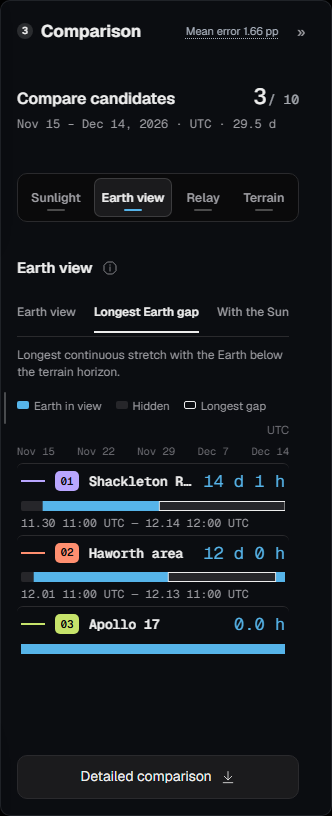 3 Comparison Mean error 1.66 pp »
Compare candidates 3 / 10
Nov 15 – Dec 14, 2026 · UTC · 29.5 d
Sunlight Earth view Relay Terrain
Earth view
Earth view Longest Earth gap With the Sun
Longest continuous stretch with the Earth below
the terrain horizon.
Earth in view Hidden Longest gap
UTC
Nov 15 Nov 22 Nov 29 Dec 7 Dec 14
01 Shackleton R… 14 d 1 h
11.30 11:00 UTC — 12.14 12:00 UTC
02 Haworth area 12 d 0 h
12.01 11:00 UTC — 12.13 11:00 UTC
03 Apollo 17 0.0 h
Detailed comparison